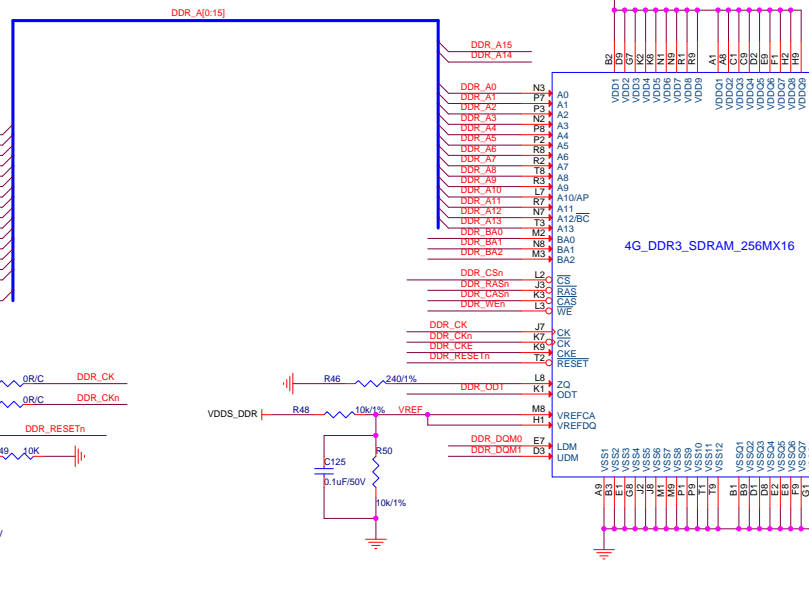 DDR_A[0:15]
DDR_A15
DDR_A14
B2 D9 G7 K2 K8 N1 N9 R1 R9 A1 A8 C1 C9 D2 E9 F1 H2 H9
VDD1 VDD2 VDD3 VDD4 VDD5 VDD6 VDD7 VDD8 VDD9 VDDQ1 VDDQ2 VDDQ3 VDDQ4 VDDQ5 VDDQ6 VDDQ7 VDDQ8 VDDQ9
DDR_A0 N3 A0
DDR_A1 P7 A1
DDR_A2 P3 A2
DDR_A3 N2 A3
DDR_A4 P8 A4
DDR_A5 P2 A5
DDR_A6 R8 A6
DDR_A7 R2 A7
DDR_A8 T8 A8
DDR_A9 R3 A9
DDR_A10 L7 A10/AP
DDR_A11 R7 A11
DDR_A12 N7 A12/BC
DDR_A13 T3 A13
DDR_BA0 M2 BA0
DDR_BA1 N8 BA1
DDR_BA2 M3 BA2
4G_DDR3_SDRAM_256MX16
DDR_CSn L2 CS
DDR_RASn J3 RAS
DDR_CASn K3 CAS
DDR_WEn L3 WE
DDR_CK J7 CK
DDR_CKn K7 CK
DDR_CKE K9 CKE
DDR_RESETn T2 RESET
0R/C DDR_CK
R46 240/1% L8 ZQ
DDR_ODT K1 ODT
0R/C DDR_CKn
VDDS_DDR R48 10k/1% VREF M8 VREFCA
H1 VREFDQ
DDR_RESETn
DDR_DQM0 E7 LDM
DDR_DQM1 D3 UDM
49 10K
C125
0.1uF/50V
R50
10k/1%
VSS1 VSS2 VSS3 VSS4 VSS5 VSS6 VSS7 VSS8 VSS9 VSS10 VSS11 VSS12 VSSQ1 VSSQ2 VSSQ3 VSSQ4 VSSQ5 VSSQ6 VSSQ7
A9 B3 E1 G8 J2 J8 M1 M9 P1 P9 T1 T9 B1 B9 D1 D8 E2 E8 F9 G1